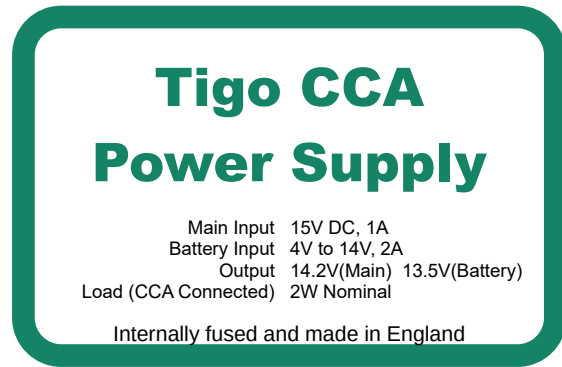 Tigo CCA
Power Supply
Main Input 15V DC, 1A
Battery Input 4V to 14V, 2A
Output 14.2V(Main) 13.5V(Battery)
Load (CCA Connected) 2W Nominal
Internally fused and made in England